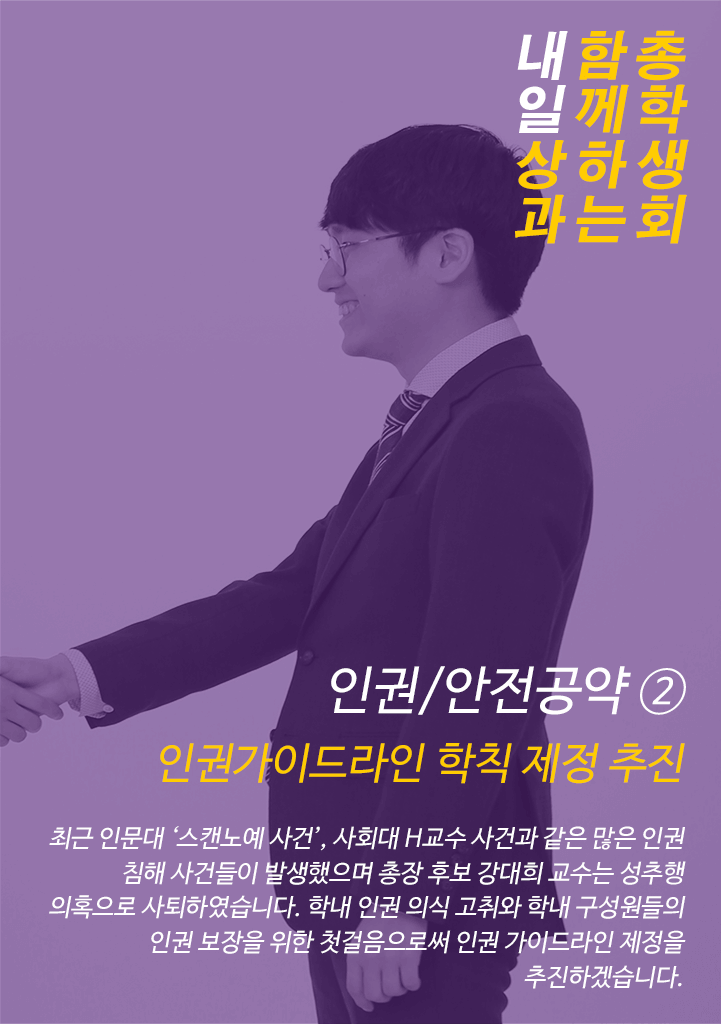 내일상과
함께하는
총학생회
인권/안전공약 ②
인권가이드라인 학칙 제정 추진
최근 인문대 ‘스캔노예 사건’, 사회대 H교수 사건과 같은 많은 인권
침해 사건들이 발생했으며 총장 후보 강대희 교수는 성추행
의혹으로 사퇴하였습니다. 학내 인권 의식 고취와 학내 구성원들의
인권 보장을 위한 첫걸음으로써 인권 가이드라인 제정을
추진하겠습니다.